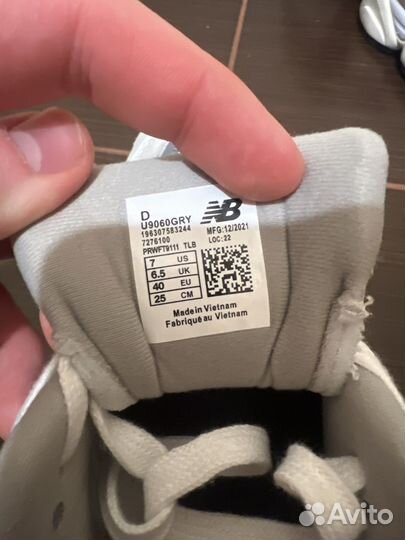 D
U9060GRY NB
196307583244 MFG:12/2021
7276100 LOC:22
PRWFT9111 TLB
7 US
6.5 UK
40 EU
25 CM
Made in Vietnam
Fabriqué au Vietnam
Avito